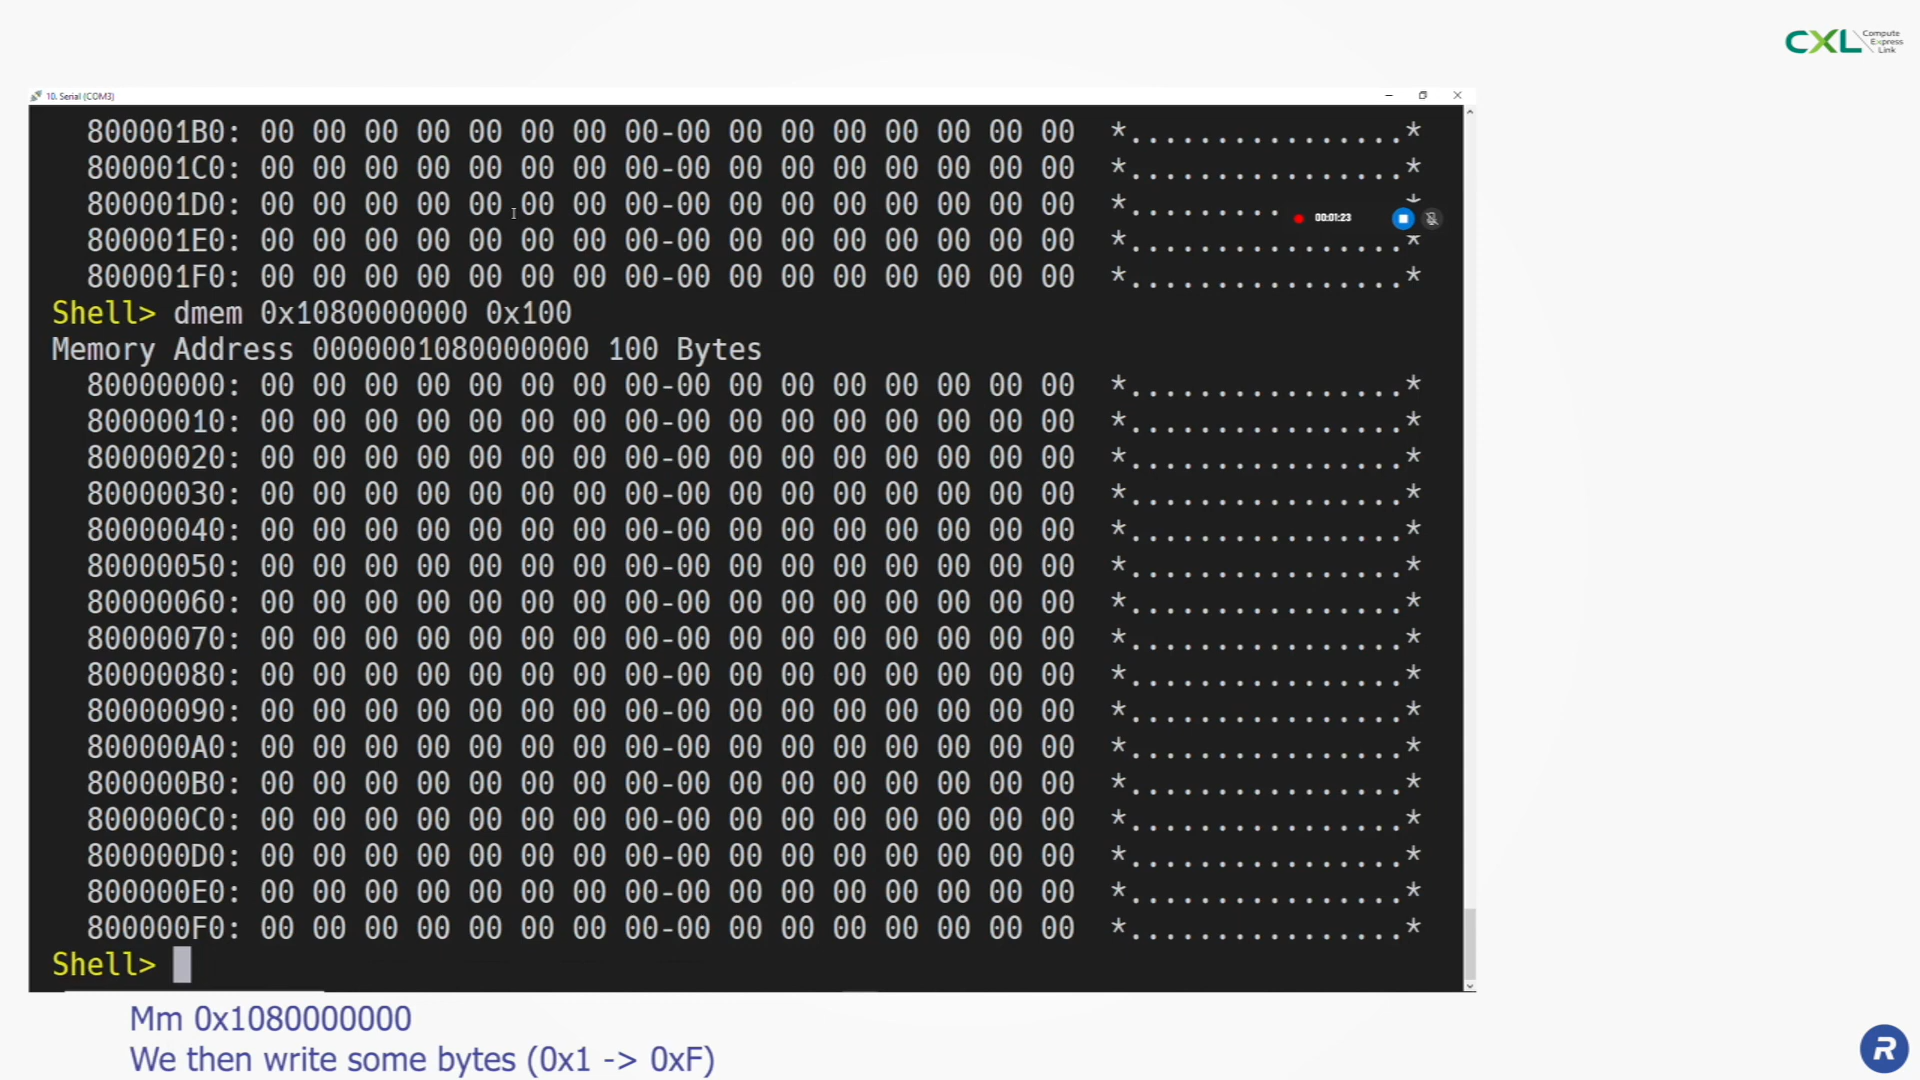 CXL Compute
Express
Link
10. Serial (COM3)
800001B0: 00 00 00 00 00 00 00 00-00 00 00 00 00 00 00 00 *................*
800001C0: 00 00 00 00 00 00 00 00-00 00 00 00 00 00 00 00 *................*
800001D0: 00 00 00 00 00 00 00 00-00 00 00 00 00 00 00 00 *........ *
00:01:23
800001E0: 00 00 00 00 00 00 00 00-00 00 00 00 00 00 00 00 *................*
800001F0: 00 00 00 00 00 00 00 00-00 00 00 00 00 00 00 00 *................*
Shell> dmem 0x1080000000 0x100
Memory Address 0000001080000000 100 Bytes
80000000: 00 00 00 00 00 00 00 00-00 00 00 00 00 00 00 00 *................*
80000010: 00 00 00 00 00 00 00 00-00 00 00 00 00 00 00 00 *................*
80000020: 00 00 00 00 00 00 00 00-00 00 00 00 00 00 00 00 *................*
80000030: 00 00 00 00 00 00 00 00-00 00 00 00 00 00 00 00 *................*
80000040: 00 00 00 00 00 00 00 00-00 00 00 00 00 00 00 00 *................*
80000050: 00 00 00 00 00 00 00 00-00 00 00 00 00 00 00 00 *................*
80000060: 00 00 00 00 00 00 00 00-00 00 00 00 00 00 00 00 *................*
80000070: 00 00 00 00 00 00 00 00-00 00 00 00 00 00 00 00 *................*
80000080: 00 00 00 00 00 00 00 00-00 00 00 00 00 00 00 00 *................*
80000090: 00 00 00 00 00 00 00 00-00 00 00 00 00 00 00 00 *................*
800000A0: 00 00 00 00 00 00 00 00-00 00 00 00 00 00 00 00 *................*
800000B0: 00 00 00 00 00 00 00 00-00 00 00 00 00 00 00 00 *................*
800000C0: 00 00 00 00 00 00 00 00-00 00 00 00 00 00 00 00 *................*
800000D0: 00 00 00 00 00 00 00 00-00 00 00 00 00 00 00 00 *................*
800000E0: 00 00 00 00 00 00 00 00-00 00 00 00 00 00 00 00 *................*
800000F0: 00 00 00 00 00 00 00 00-00 00 00 00 00 00 00 00 *................*
Shell>
Mm 0x1080000000
We then write some bytes (0x1 -> 0xF)
R